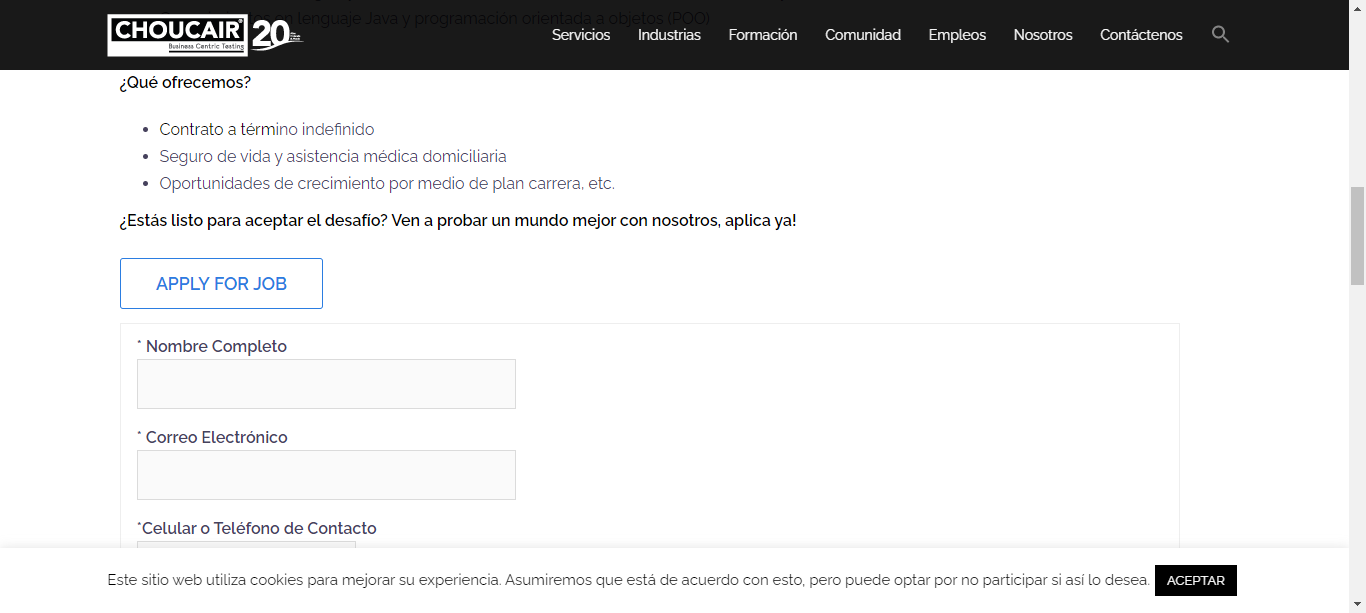 lenguaje Java y programación orientada a objetos (POO)
CHOUCAIR® 20
Business Centric Testing
Servicios Industrias Formación Comunidad Empleos Nosotros Contáctenos
¿Qué ofrecemos?
• Contrato a término indefinido
• Seguro de vida y asistencia médica domiciliaria
• Oportunidades de crecimiento por medio de plan carrera, etc.
¿Estás listo para aceptar el desafío? Ven a probar un mundo mejor con nosotros, aplica ya!
APPLY FOR JOB
* Nombre Completo
* Correo Electrónico
*Celular o Teléfono de Contacto
Este sitio web utiliza cookies para mejorar su experiencia. Asumiremos que está de acuerdo con esto, pero puede optar por no participar si así lo desea. ACEPTAR